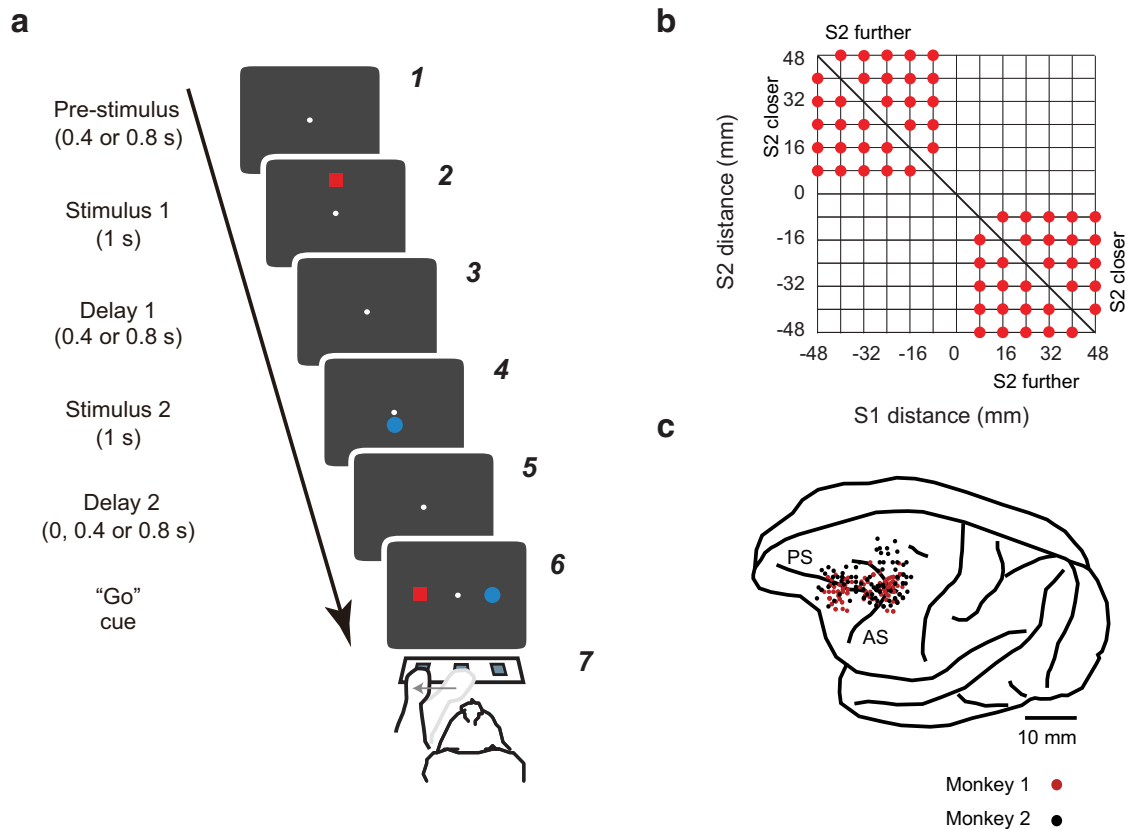 a
1
Pre-stimulus
(0.4 or 0.8 s)
2
Stimulus 1
(1 s)
3
Delay 1
(0.4 or 0.8 s)
4
Stimulus 2
(1 s)
5
Delay 2
(0, 0.4 or 0.8 s)
6
“Go”
cue
7
b
S2 further
S2 closer
S2 distance (mm)
48
32
16
0
-16
-32
-48
S2 closer
-48 -32 -16 0 16 32 48
S2 further
S1 distance (mm)
c
PS
AS
10 mm
Monkey 1
Monkey 2